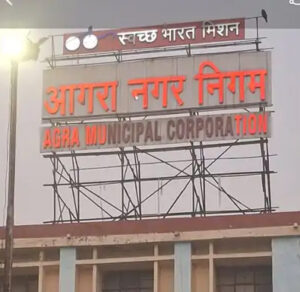 स्वच्छ भारत मिशन
आगरा नगर निगम
AGRA MUNICIPAL CORPORATION